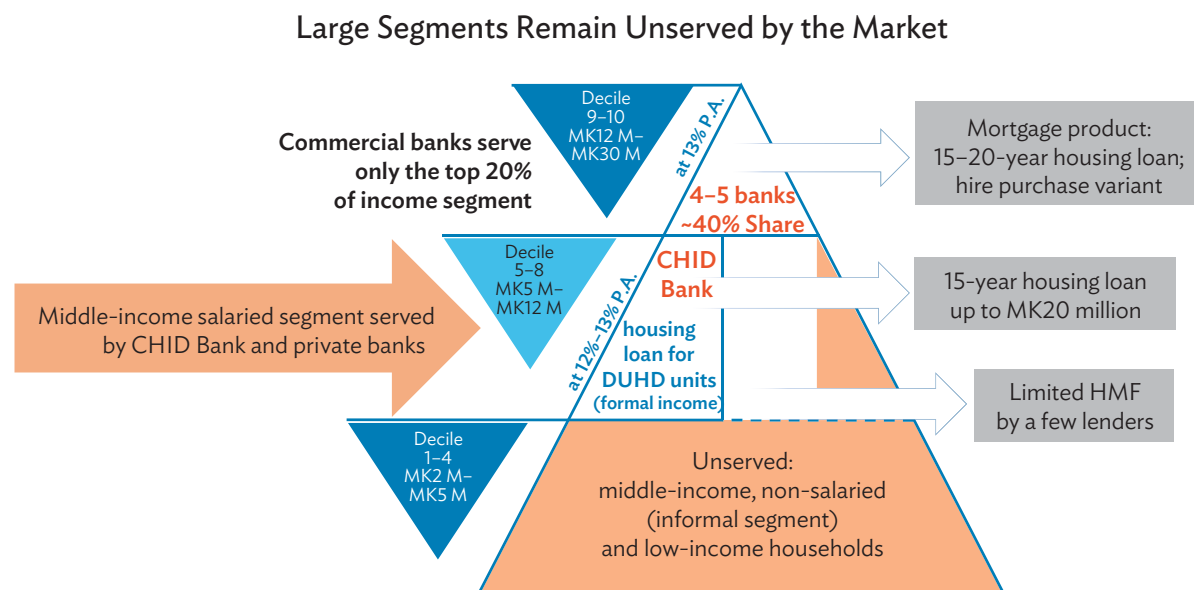 Large Segments Remain Unserved by the Market
Decile
9–10
MK12 M–
MK30 M
Commercial banks serve
only the top 20%
of income segment
at 13% P.A.
4–5 banks
~40% Share
Mortgage product:
15–20-year housing loan;
hire purchase variant
Decile
5–8
MK5 M–
MK12 M
Middle-income salaried segment served
by CHID Bank and private banks
at 12%–13% P.A.
CHID
Bank
housing
loan for
DUHD units
(formal income)
15-year housing loan
up to MK20 million
Limited HMF
by a few lenders
Decile
1–4
MK2 M–
MK5 M
Unserved:
middle-income, non-salaried
(informal segment)
and low-income households